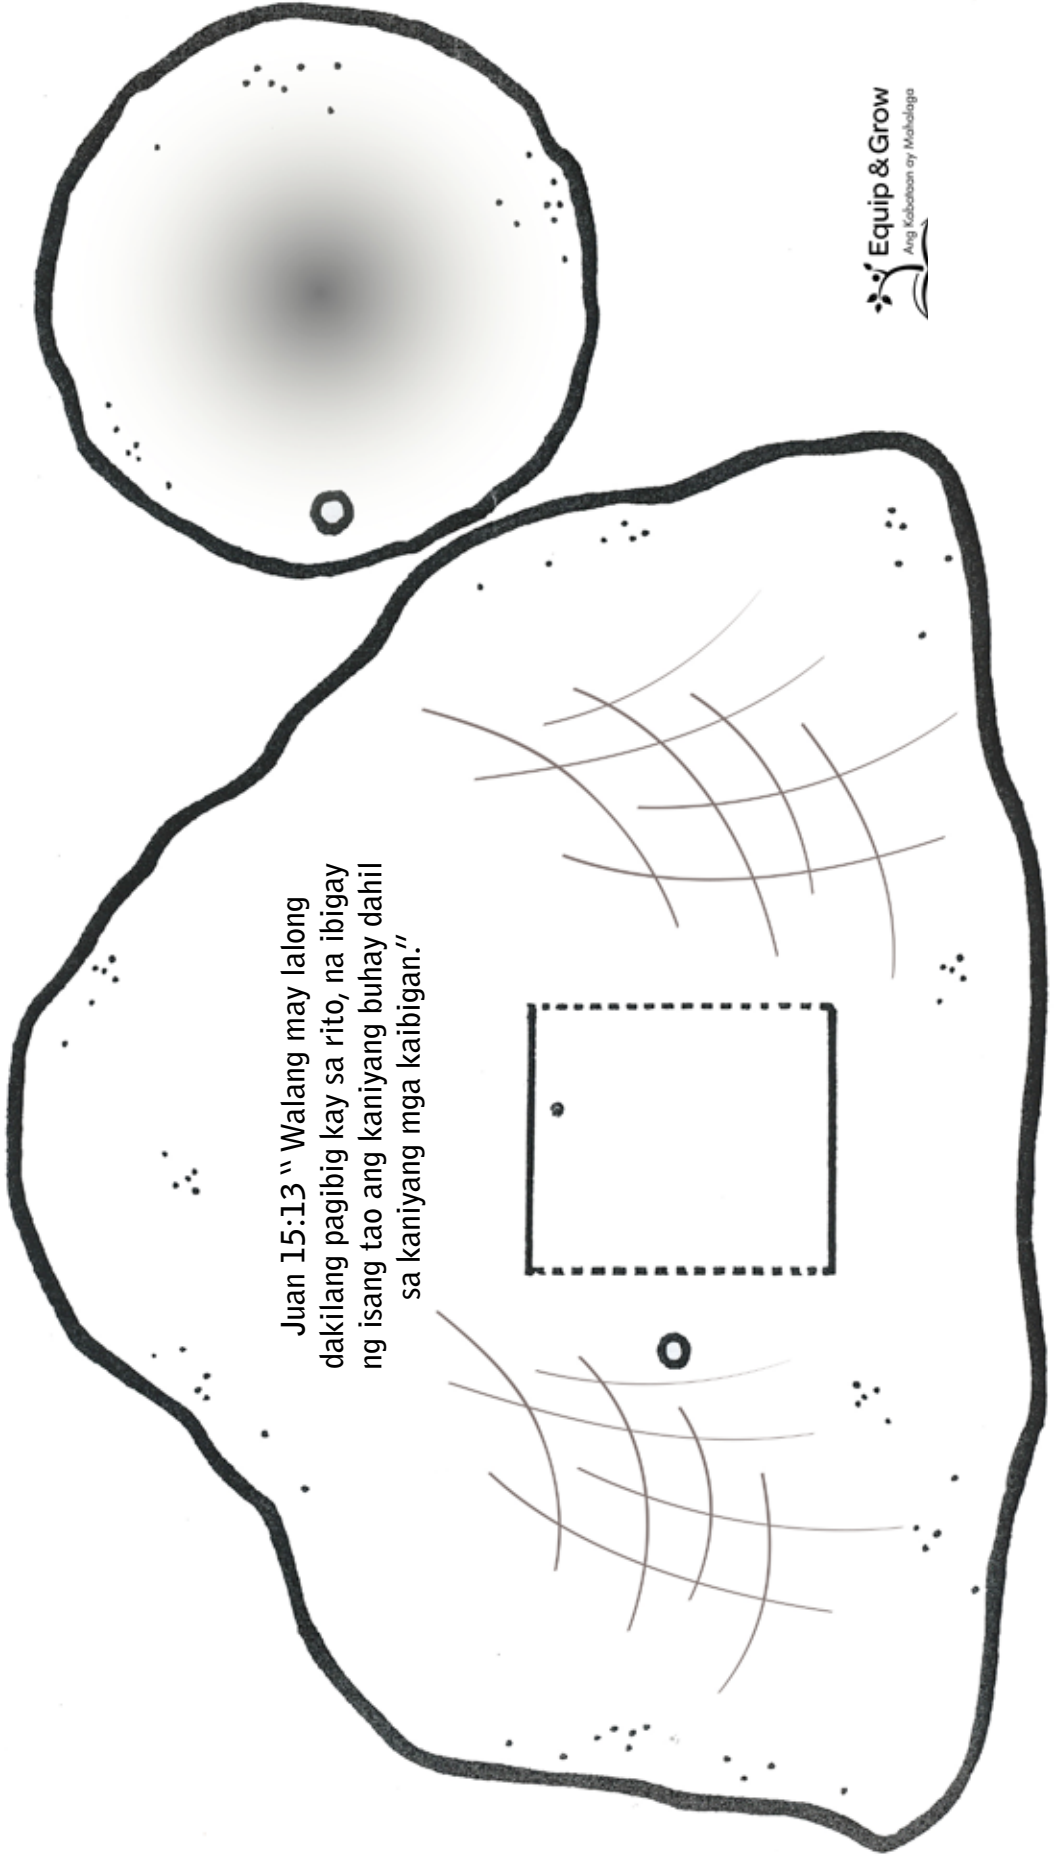 Equip & Grow
Ang Kabataan ay Mahalaga
Juan 15:13 “ Walang may lalong
dakilang pagibig kay sa rito, na ibigay
ng isang tao ang kaniyang buhay dahil
sa kaniyang mga kaibigan.”